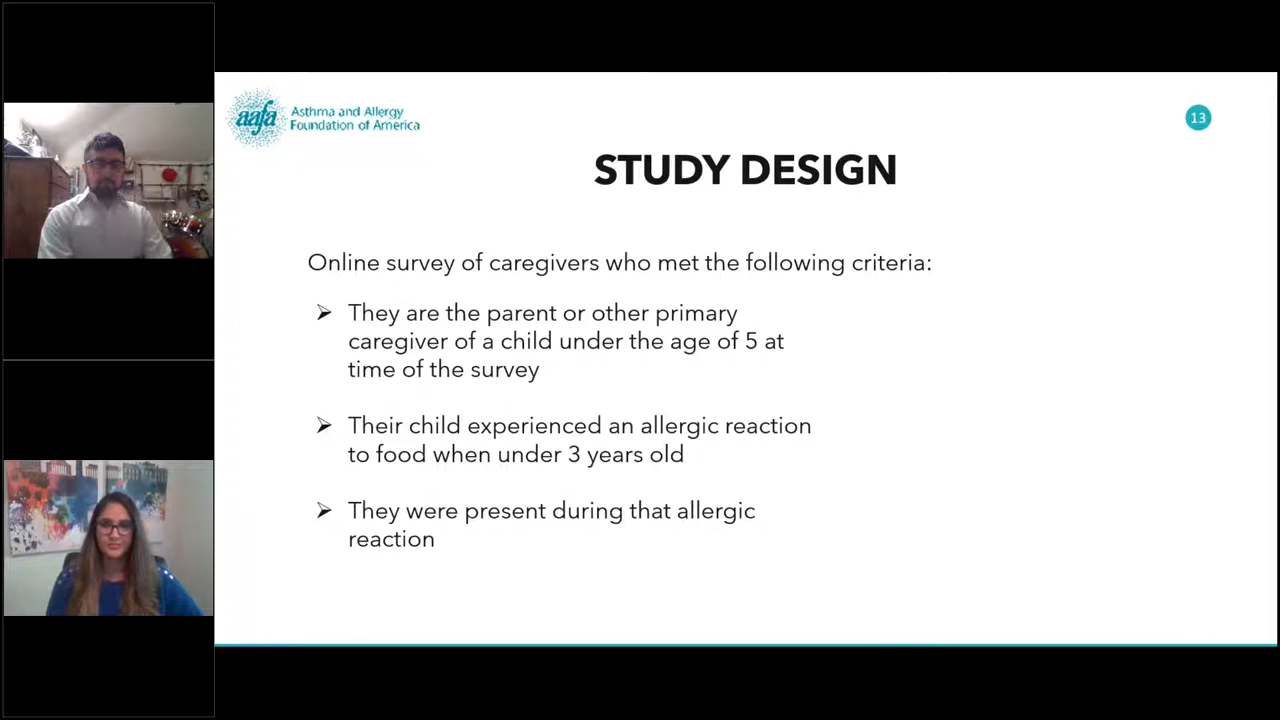 aafa
Asthma and Allergy
Foundation of America
13
STUDY DESIGN
Online survey of caregivers who met the following criteria:
They are the parent or other primary
caregiver of a child under the age of 5 at
time of the survey
Their child experienced an allergic reaction
to food when under 3 years old
They were present during that allergic
reaction